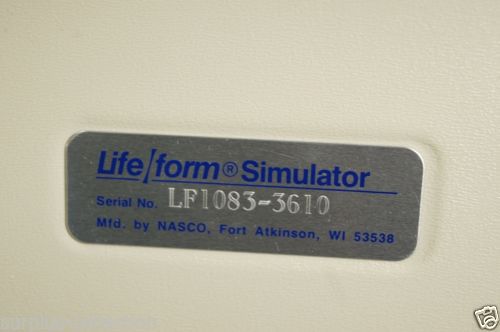 Life/form® Simulator
Serial No. LF1083-3610
Mfd. by NASCO, Fort Atkinson, WI 53538